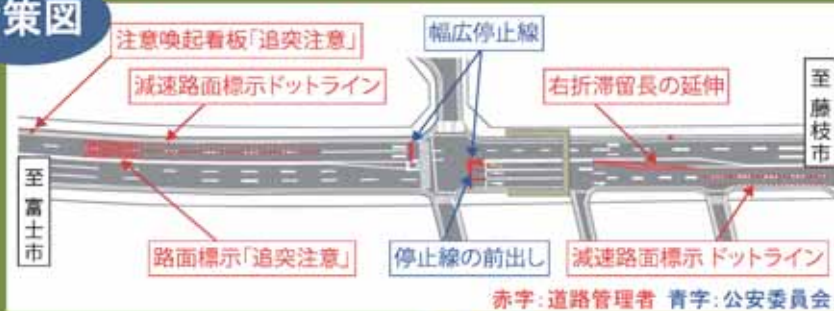 策図
注意喚起看板「追突注意」
幅広停止線
減速路面標示ドットライン
右折滞留長の延伸
至 藤枝市
至 富士市
路面標示「追突注意」
停止線の前出し
減速路面標示 ドットライン
赤字：道路管理者 青字：公安委員会